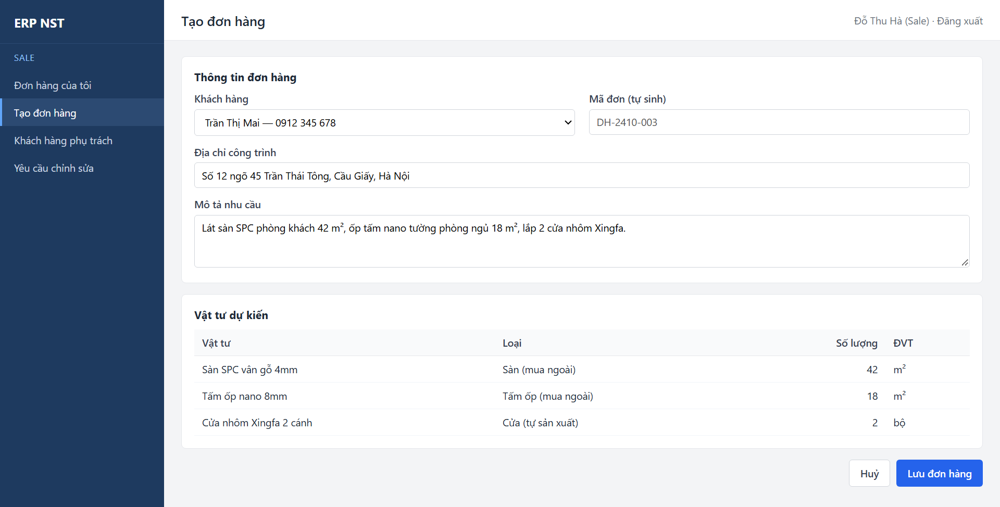 ERP NST
SALE
Đơn hàng của tôi
Tạo đơn hàng
Khách hàng phụ trách
Yêu cầu chỉnh sửa
Tạo đơn hàng
Đỗ Thu Hà (Sale) · Đăng xuất
Thông tin đơn hàng
Khách hàng
Trần Thị Mai — 0912 345 678
Mã đơn (tự sinh)
DH-2410-003
Địa chỉ công trình
Số 12 ngõ 45 Trần Thái Tông, Cầu Giấy, Hà Nội
Mô tả nhu cầu
Lát sàn SPC phòng khách 42 m², ốp tấm nano tường phòng ngủ 18 m², lắp 2 cửa nhôm Xingfa.
Vật tư dự kiến
Vật tư Loại Số lượng ĐVT
Sàn SPC vân gỗ 4mm Sàn (mua ngoài) 42 m²
Tấm ốp nano 8mm Tấm ốp (mua ngoài) 18 m²
Cửa nhôm Xingfa 2 cánh Cửa (tự sản xuất) 2 bộ
Huỷ
Lưu đơn hàng